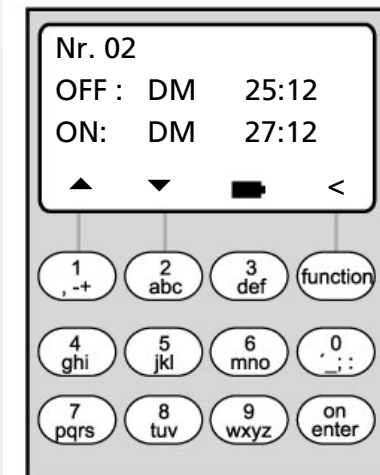 Nr. 02
OFF : DM 25:12
ON: DM 27:12
<
1 2 3 function
, -+ abc def
4 5 6 0
ghi jkl mno ´_; :
7 8 9 on
pqrs tuv wxyz enter